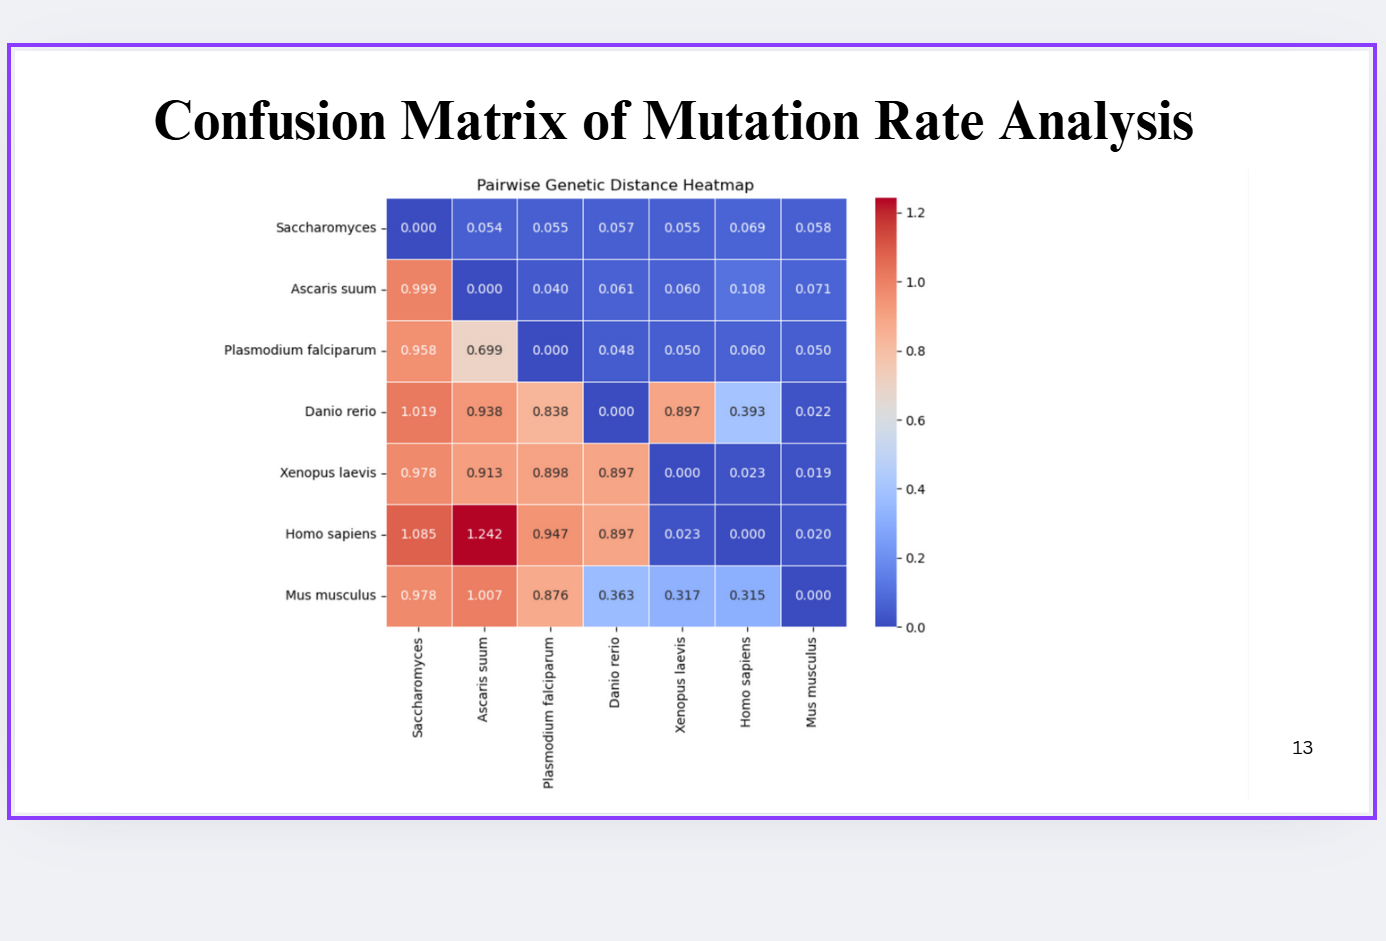 Confusion Matrix of Mutation Rate Analysis
Pairwise Genetic Distance Heatmap
Saccharomyces 0.000 0.054 0.055 0.057 0.055 0.069 0.058
Ascaris suum 0.999 0.000 0.040 0.061 0.060 0.108 0.071
Plasmodium falciparum 0.958 0.699 0.000 0.048 0.050 0.060 0.050
Danio rerio 1.019 0.938 0.838 0.000 0.897 0.393 0.022
Xenopus laevis 0.978 0.913 0.898 0.897 0.000 0.023 0.019
Homo sapiens 1.085 1.242 0.947 0.897 0.023 0.000 0.020
Mus musculus 0.978 1.007 0.876 0.363 0.317 0.315 0.000
Saccharomyces
Ascaris suum
Plasmodium falciparum
Danio rerio
Xenopus laevis
Homo sapiens
Mus musculus
1.2
1.0
0.8
0.6
0.4
0.2
0.0
13